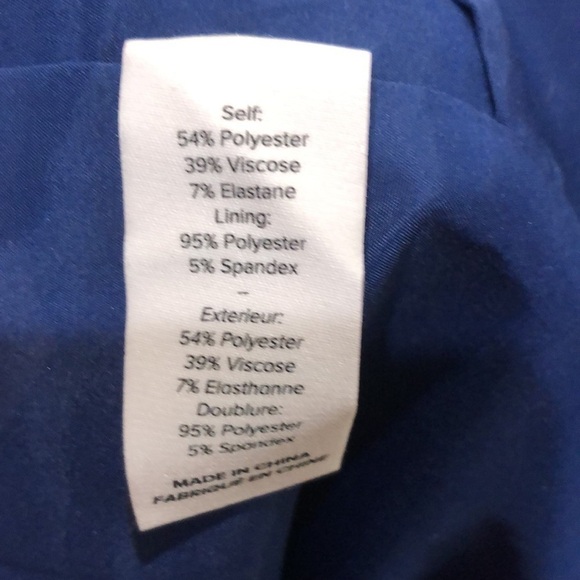 Self:
54% Polyester
39% Viscose
7% Elastane
Lining:
95% Polyester
5% Spandex
–
Exterieur:
54% Polyester
39% Viscose
7% Elasthanne
Doublure:
95% Polyester
5% Spandex
MADE IN CHINA
FABRIQUÉ EN CHINE